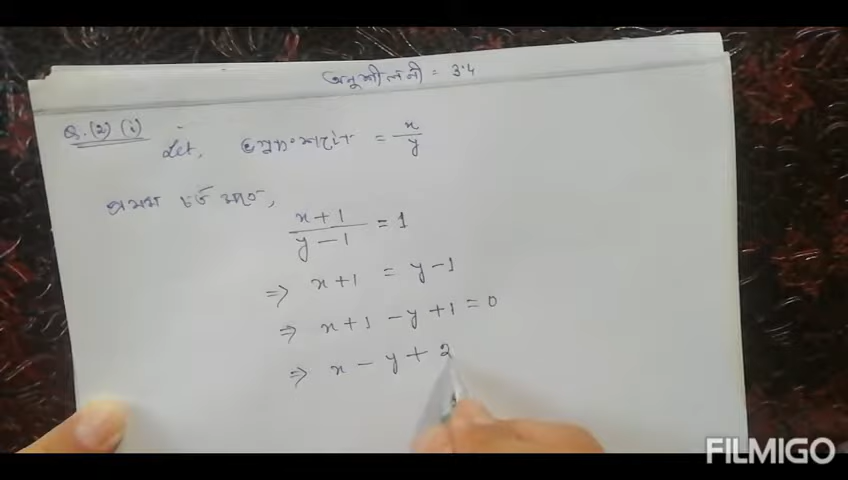 অনুশীলনী : 3.4
Q.(2) (i)
Let, ভগ্নাংশটো = x/y
প্ৰথম চৰ্ত মতে,
(x+1)/(y-1) = 1
=> x+1 = y-1
=> x+1 -y +1 = 0
=> x - y + 2
FILMIGO